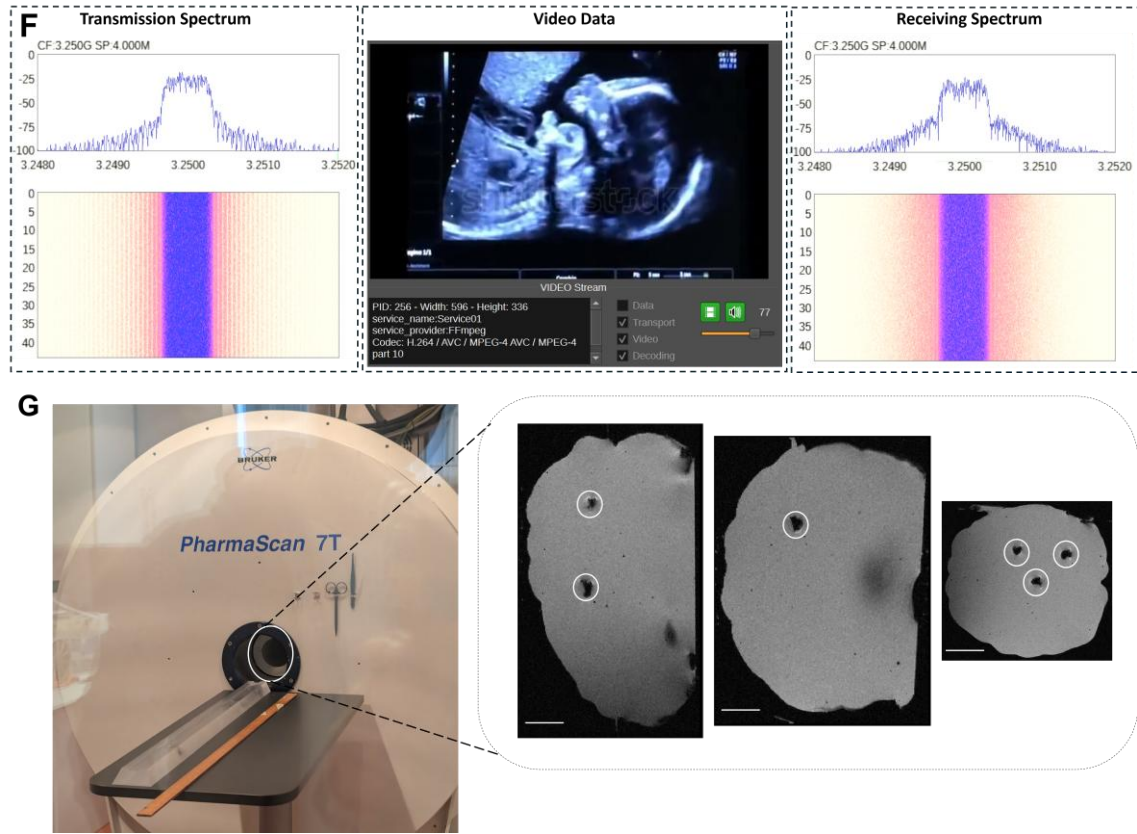 F
Transmission Spectrum
CF:3.250G SP:4.000M
0
-25
-50
-75
-100
3.2480 3.2490 3.2500 3.2510 3.2520
0
5
10
15
20
25
30
35
40
Video Data
VIDEO Stream
PID: 256 - Width: 596 - Height: 336
service_name:Service01
service_provider:FFmpeg
Codec: H.264 / AVC / MPEG-4 AVC / MPEG-4
part 10
Data
Transport
Video
Decoding
77
Receiving Spectrum
CF:3.250G SP:4.000M
0
-25
-50
-75
-100
3.2480 3.2490 3.2500 3.2510 3.2520
0
5
10
15
20
25
30
35
40
G
BRUKER
PharmaScan 7T